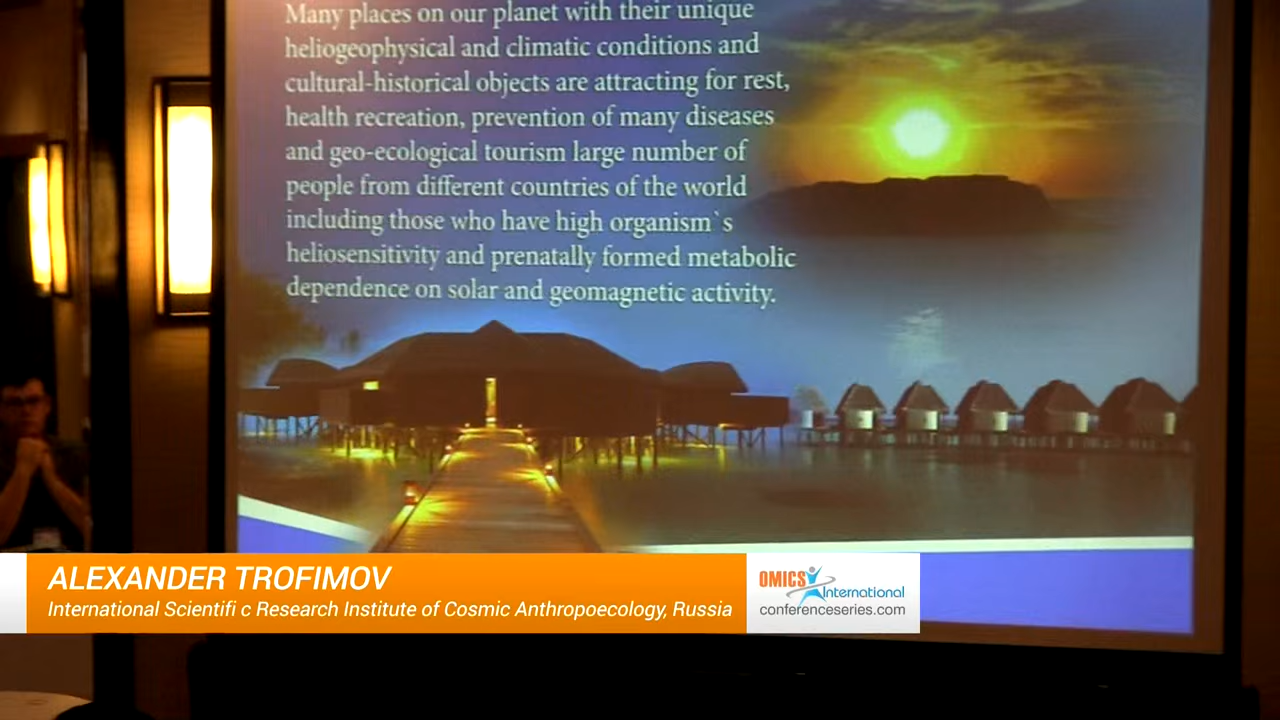 Many places on our planet with their unique
heliogeophysical and climatic conditions and
cultural-historical objects are attracting for rest,
health recreation, prevention of many diseases
and geo-ecological tourism large number of
people from different countries of the world
including those who have high organism`s
heliosensitivity and prenatally formed metabolic
dependence on solar and geomagnetic activity.
ALEXANDER TROFIMOV
International Scientifi c Research Institute of Cosmic Anthropoecology, Russia
OMICS
International
conferenceseries.com